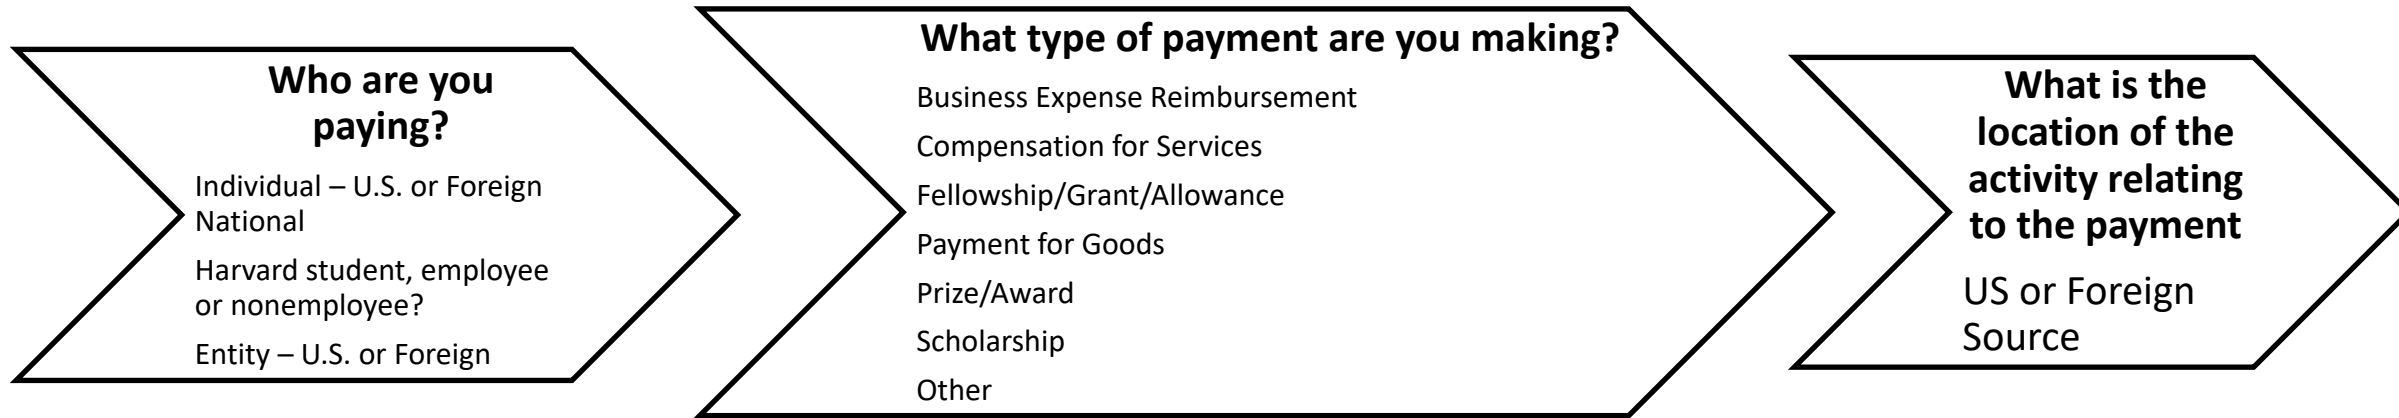 Who are you
paying?
Individual – U.S. or Foreign
National
Harvard student, employee
or nonemployee?
Entity – U.S. or Foreign
What type of payment are you making?
Business Expense Reimbursement
Compensation for Services
Fellowship/Grant/Allowance
Payment for Goods
Prize/Award
Scholarship
Other
What is the
location of the
activity relating
to the payment
US or Foreign
Source